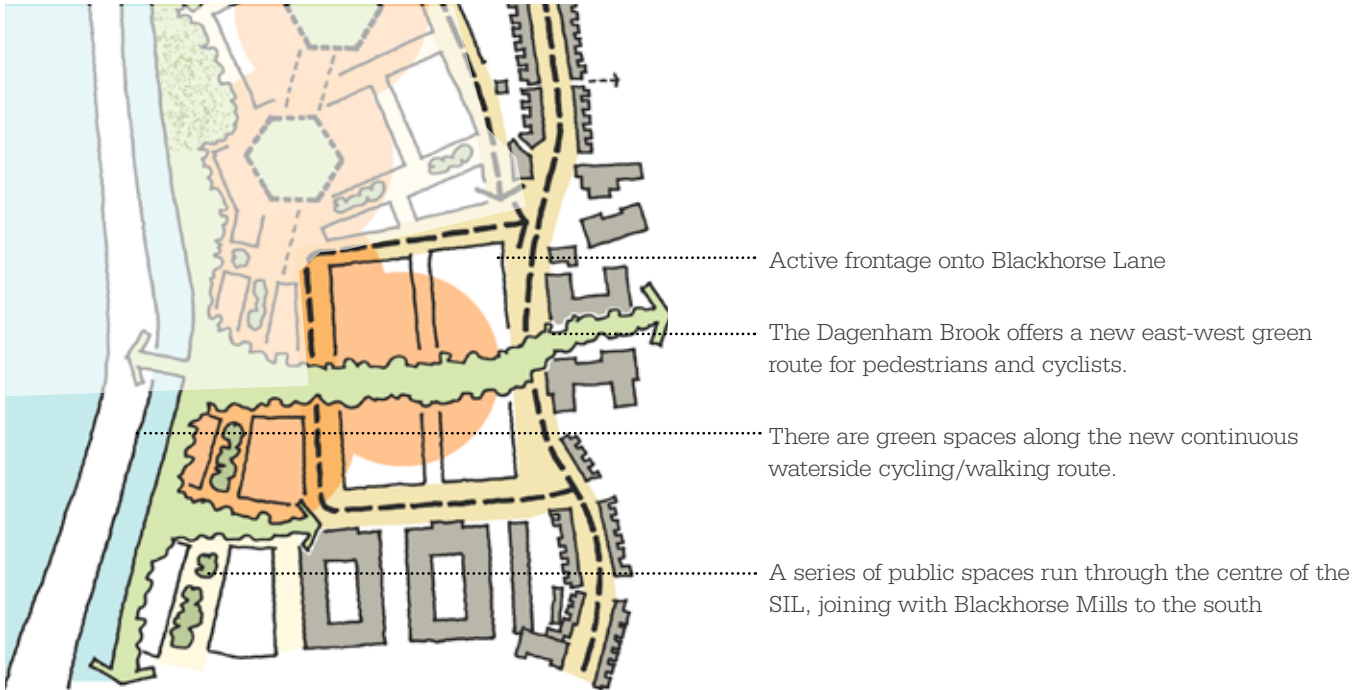 Active frontage onto Blackhorse Lane
The Dagenham Brook offers a new east-west green
route for pedestrians and cyclists.
There are green spaces along the new continuous
waterside cycling/walking route.
A series of public spaces run through the centre of the
SIL, joining with Blackhorse Mills to the south